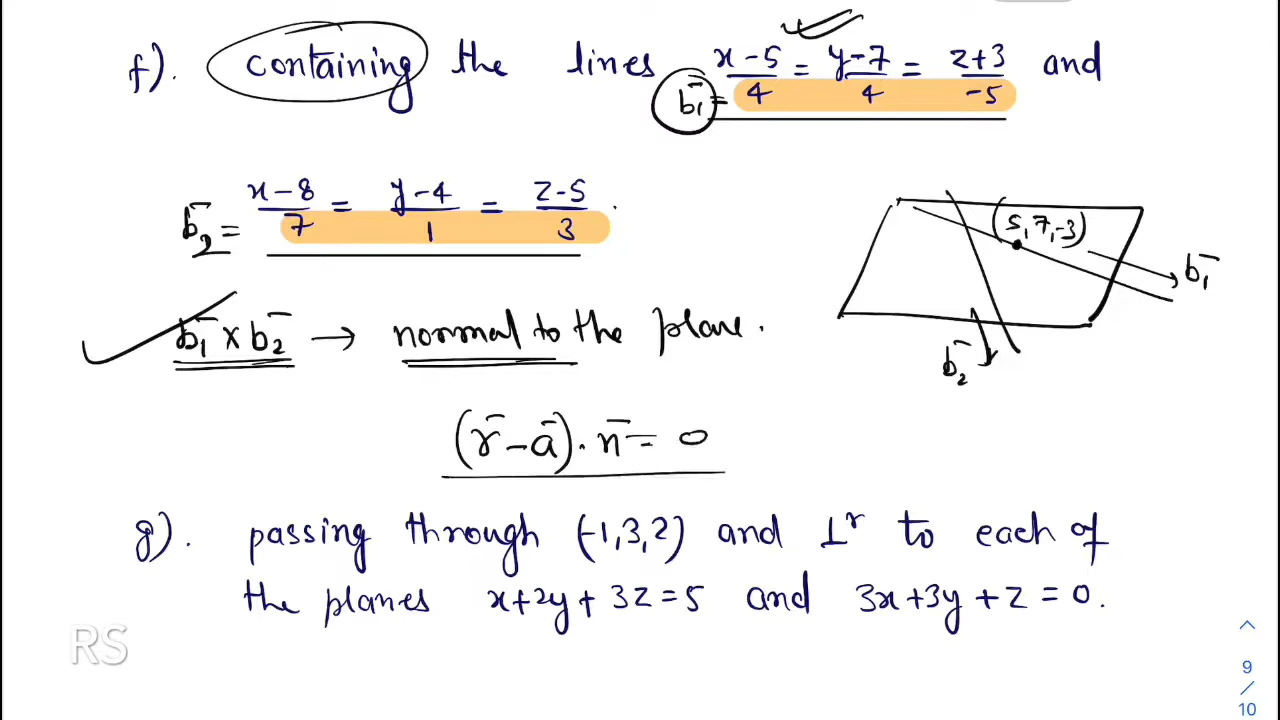 f). containing the lines x-5/4 = y-7/4 = z+3/-5 and
b̄₁ =
b̄₂ = x-8/7 = y-4/1 = z-5/3
(5,7,-3)
b̄₁
b̄₁ x b̄₂ → normal to the plane.
b̄₂
(r̄-ā). n̄ = 0
g). passing through (-1,3,2) and ⊥ʳ to each of
the planes x+2y+3z=5 and 3x+3y+z=0.
RS
9
/
10